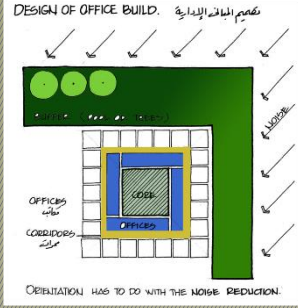 DESIGN OF OFFICE BUILD. تصميم المباني الإدارية
NOISE
BUFFER
OFFICES
مكاتب
CORE
OFFICES
CORRIDORS
ممرات
ORIENTATION HAS TO DO WITH THE NOISE REDUCTION.